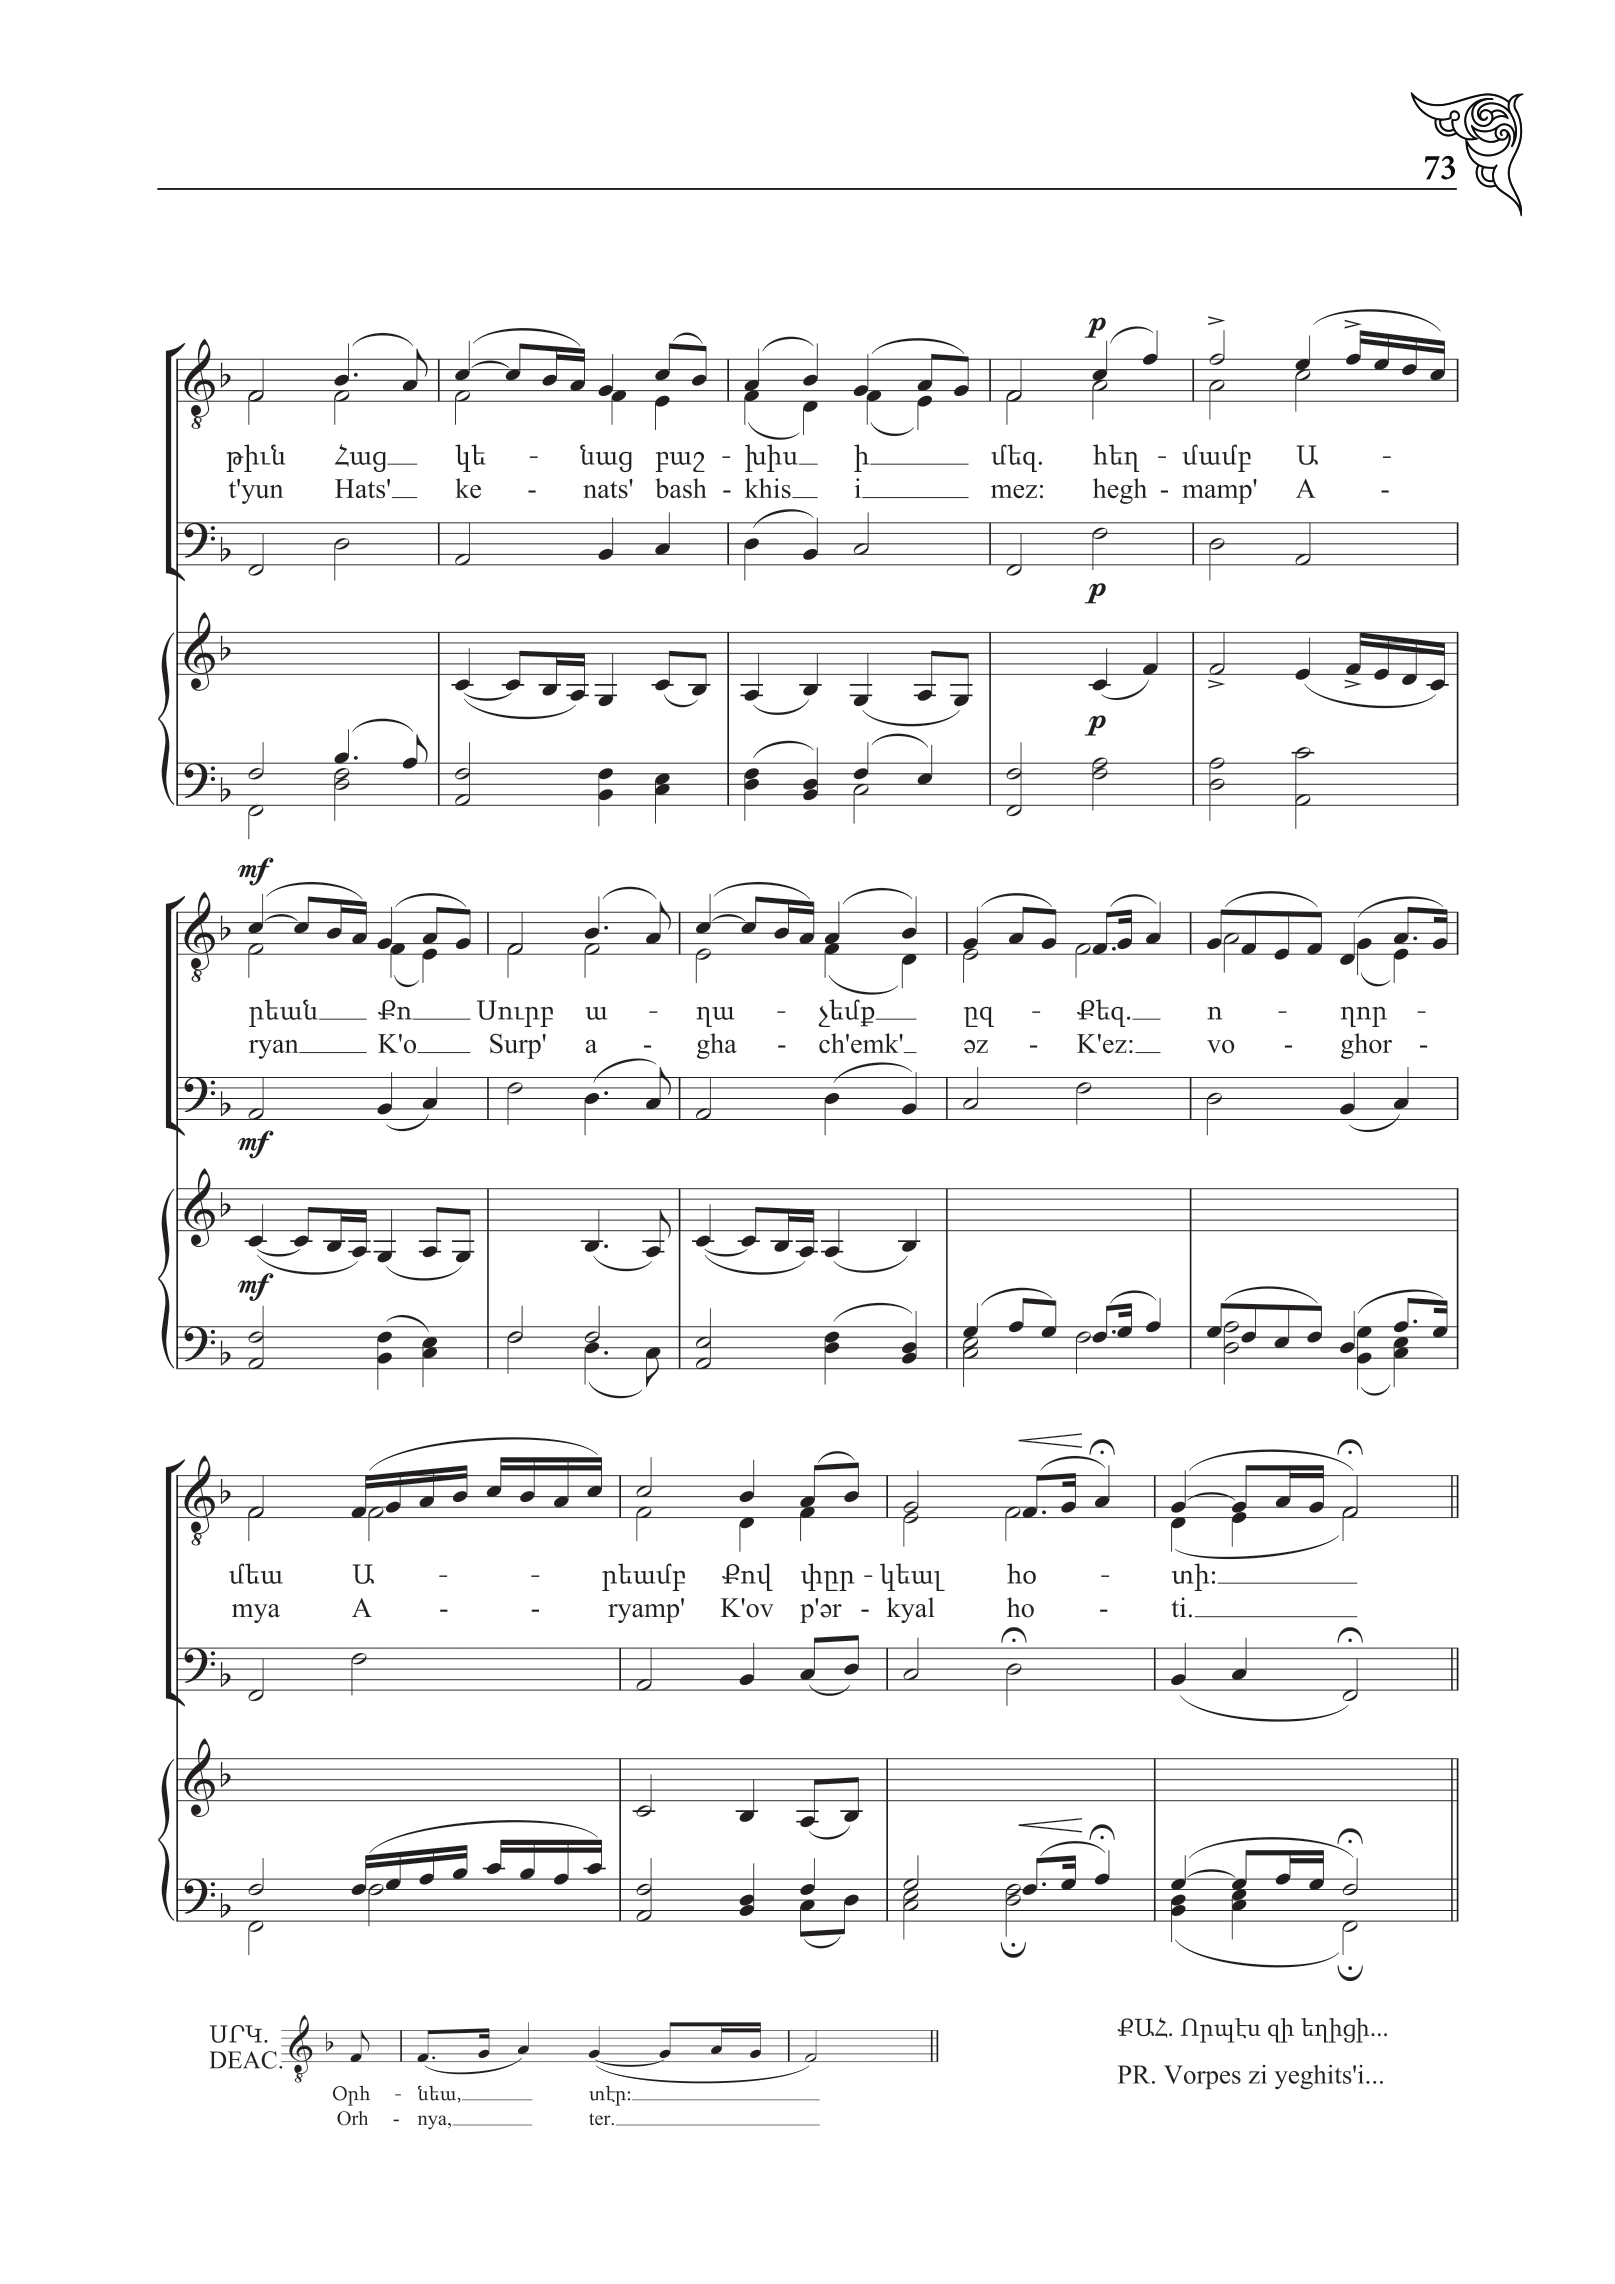 73
p
թիւն Հաց կե - նաց բաշ - խիս ի մեզ. հեղ - մամբ Ա -
t'yun Hats' ke - nats' bash - khis i mez: hegh - mamp' A -
p
p
mf
րեան Քո Սուրբ ա - ղա - չեմք ըզ - Քեզ. ո - ղոր -
ryan K'o Surp' a - gha - ch'emk' əz - K'ez: vo - ghor -
mf
mf
մեա Ա - - րեամբ Քով փըր - կեալ հօ - տի:
mya A - - ryamp' K'ov p'ər - kyal ho - ti.
ՍՐԿ.
DEAC.
Օրհ - նեա, տէր:
Orh - nya, ter.
ՔԱՀ. Որպէս զի եղիցի...
PR. Vorpes zi yeghits'i...